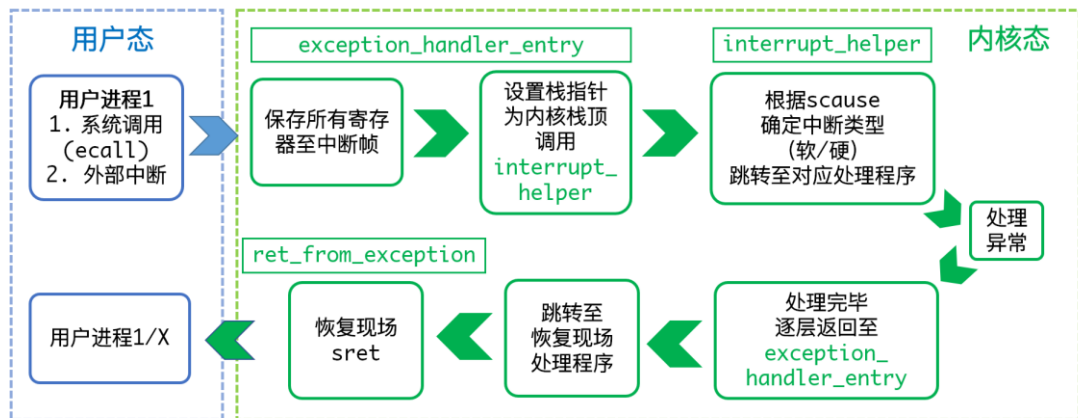 用户态
内核态
exception_handler_entry
interrupt_helper
用户进程1
1. 系统调用
(ecall)
2. 外部中断
保存所有寄存
器至中断帧
设置栈指针
为内核栈顶
调用
interrupt_
helper
根据scause
确定中断类型
(软/硬)
跳转至对应处理程序
处理
异常
ret_from_exception
用户进程1/X
恢复现场
sret
跳转至
恢复现场
处理程序
处理完毕
逐层返回至
exception_
handler_entry